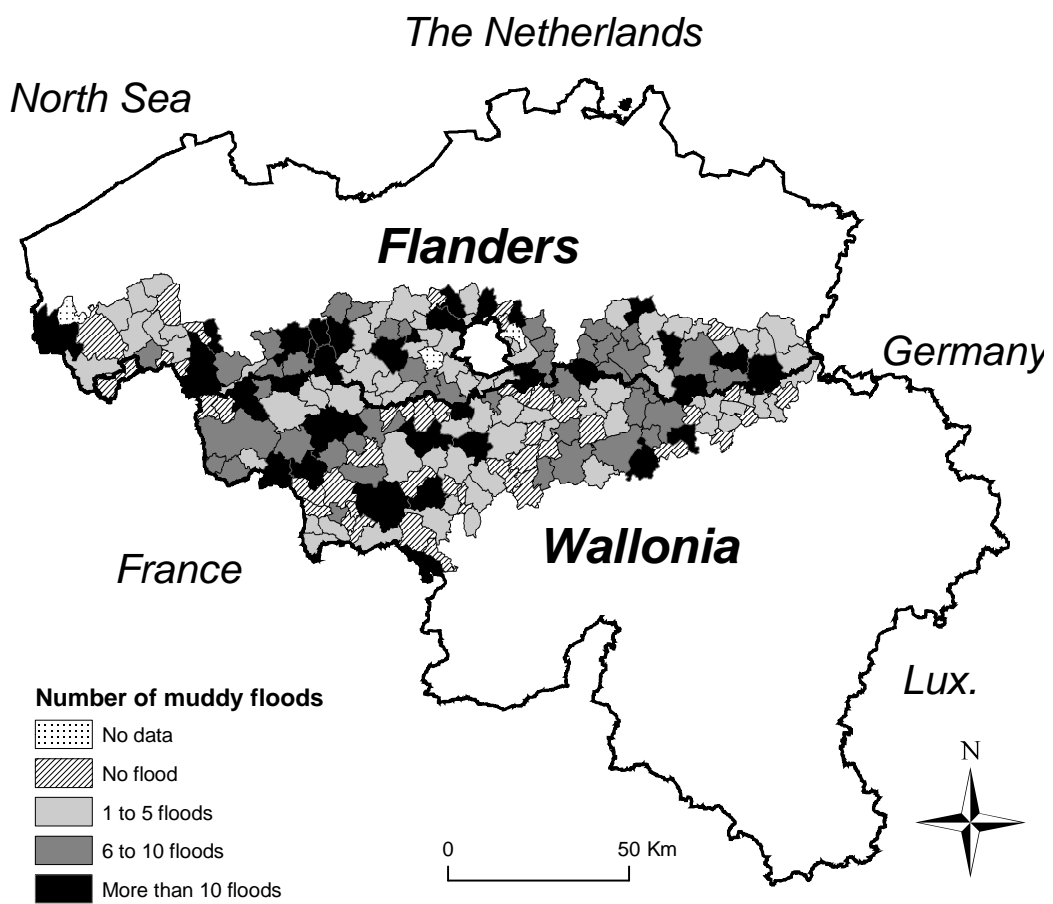 The Netherlands
North Sea
Flanders
Germany
Wallonia
France
Lux.
Number of muddy floods
No data
No flood
1 to 5 floods
6 to 10 floods
More than 10 floods
0 50 Km
N